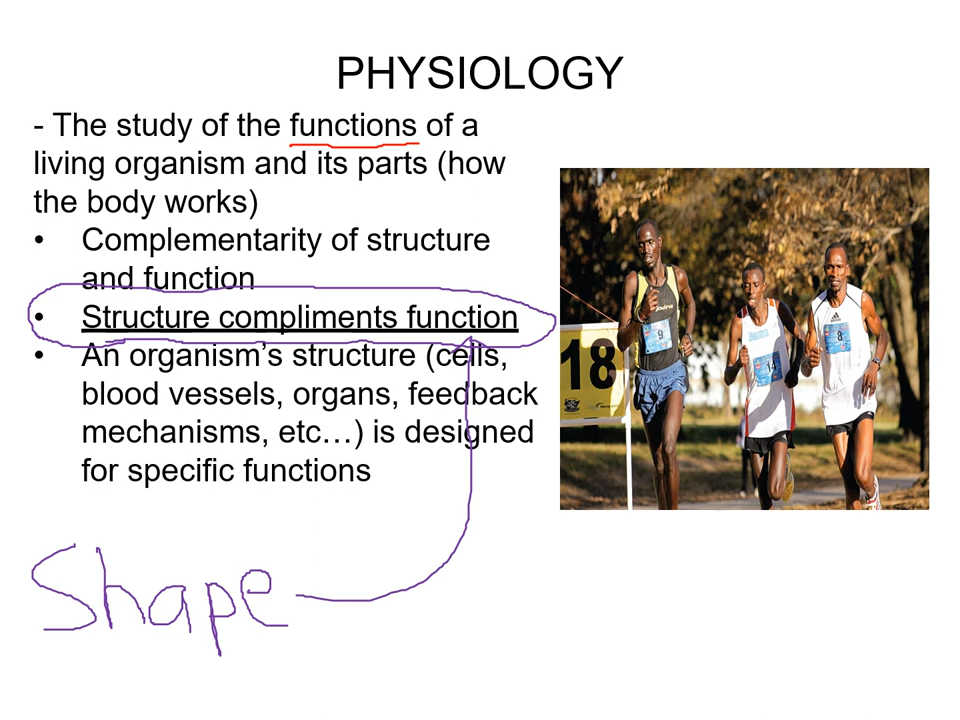 PHYSIOLOGY
- The study of the functions of a
living organism and its parts (how
the body works)
• Complementarity of structure
and function
• Structure compliments function
• An organism’s structure (cells,
blood vessels, organs, feedback
mechanisms, etc…) is designed
for specific functions
Shape
18
9
8